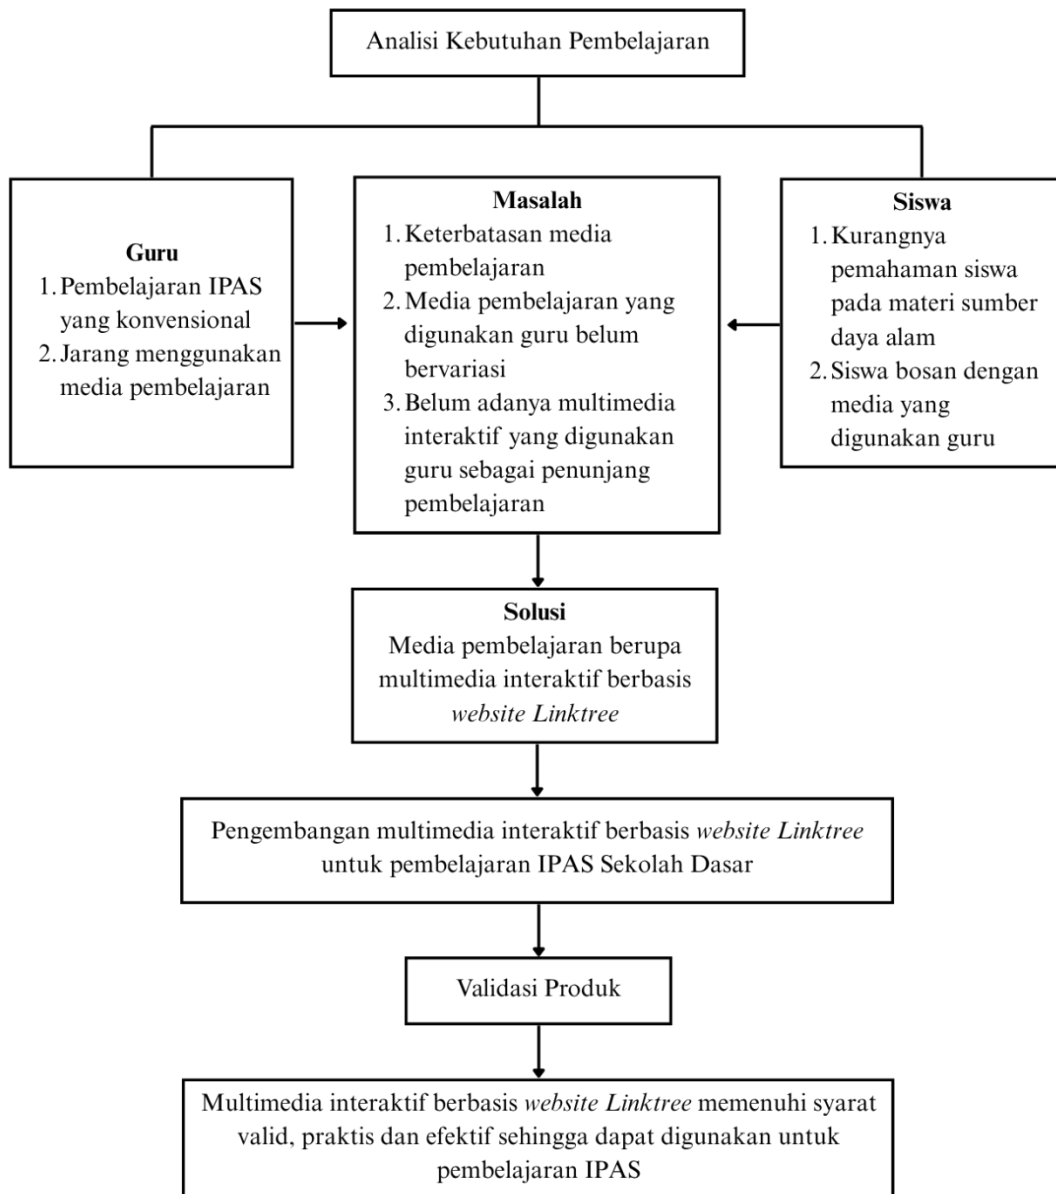 Analisi Kebutuhan Pembelajaran
Guru
1. Pembelajaran IPAS
yang konvensional
2. Jarang menggunakan
media pembelajaran
Masalah
1. Keterbatasan media
pembelajaran
2. Media pembelajaran yang
digunakan guru belum
bervariasi
3. Belum adanya multimedia
interaktif yang digunakan
guru sebagai penunjang
pembelajaran
Siswa
1. Kurangnya
pemahaman siswa
pada materi sumber
daya alam
2. Siswa bosan dengan
media yang
digunakan guru
Solusi
Media pembelajaran berupa
multimedia interaktif berbasis
website Linktree
Pengembangan multimedia interaktif berbasis website Linktree
untuk pembelajaran IPAS Sekolah Dasar
Validasi Produk
Multimedia interaktif berbasis website Linktree memenuhi syarat
valid, praktis dan efektif sehingga dapat digunakan untuk
pembelajaran IPAS